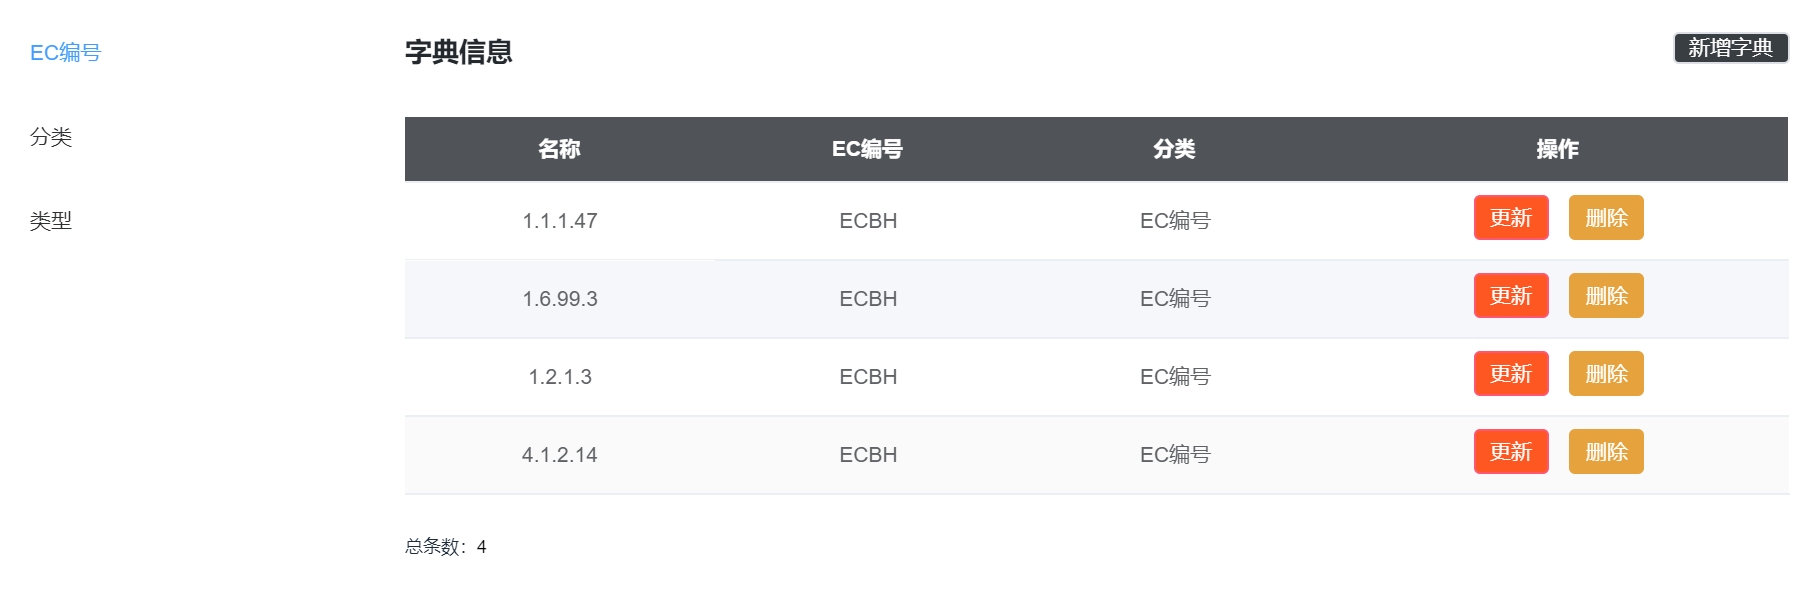 EC编号
分类
类型
字典信息 新增字典
名称 EC编号 分类 操作
1.1.1.47 ECBH EC编号 更新 删除
1.6.99.3 ECBH EC编号 更新 删除
1.2.1.3 ECBH EC编号 更新 删除
4.1.2.14 ECBH EC编号 更新 删除
总条数：4